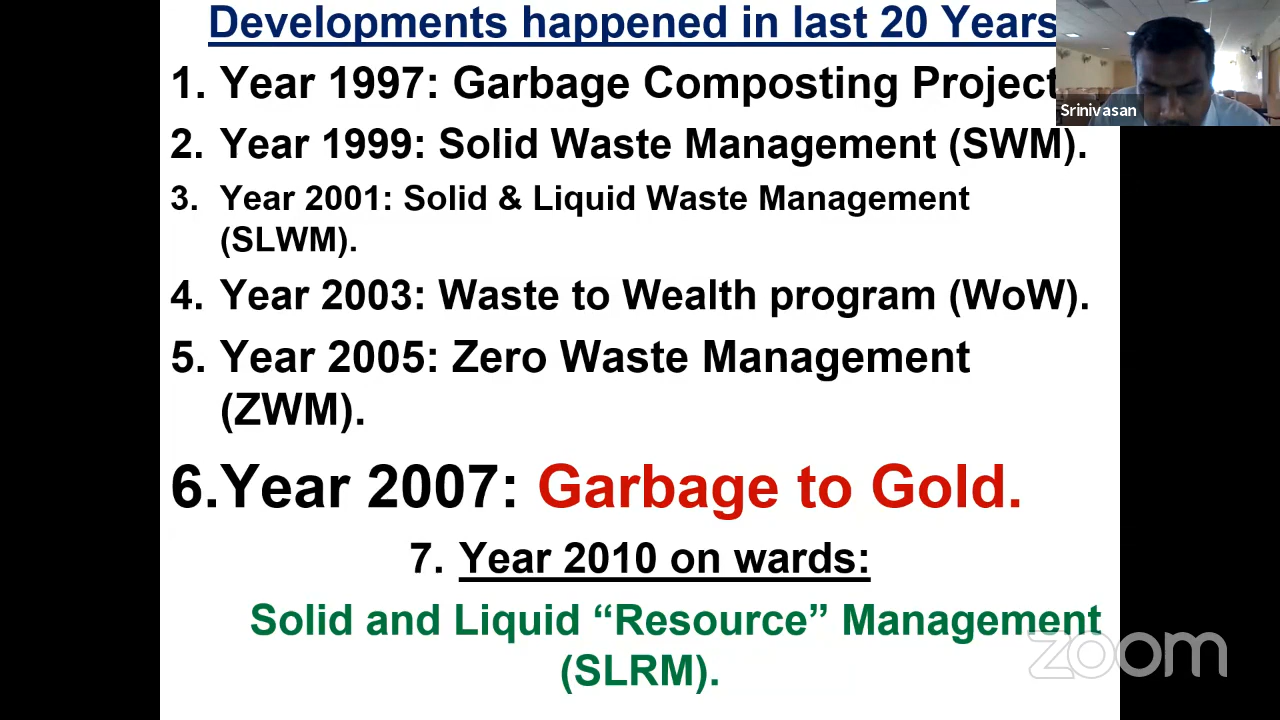 Developments happened in last 20 Years
Srinivasan
1. Year 1997: Garbage Composting Project
2. Year 1999: Solid Waste Management (SWM).
3. Year 2001: Solid & Liquid Waste Management
(SLWM).
4. Year 2003: Waste to Wealth program (WoW).
5. Year 2005: Zero Waste Management
(ZWM).
6.Year 2007: Garbage to Gold.
7. Year 2010 on wards:
Solid and Liquid “Resource” Management
(SLRM).
zoom